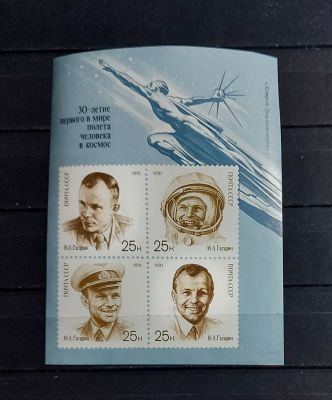 30-летие
первого в мире
полета
человека
в космос
ПОЧТА СССР
1991
25к
Ю.А.Гагарин
1991
ПОЧТА СССР
25к
Ю.А.Гагарин
ПОЧТА СССР
1991
25к
Ю.А.Гагарин
1991
ПОЧТА СССР
25к
Ю.А.Гагарин